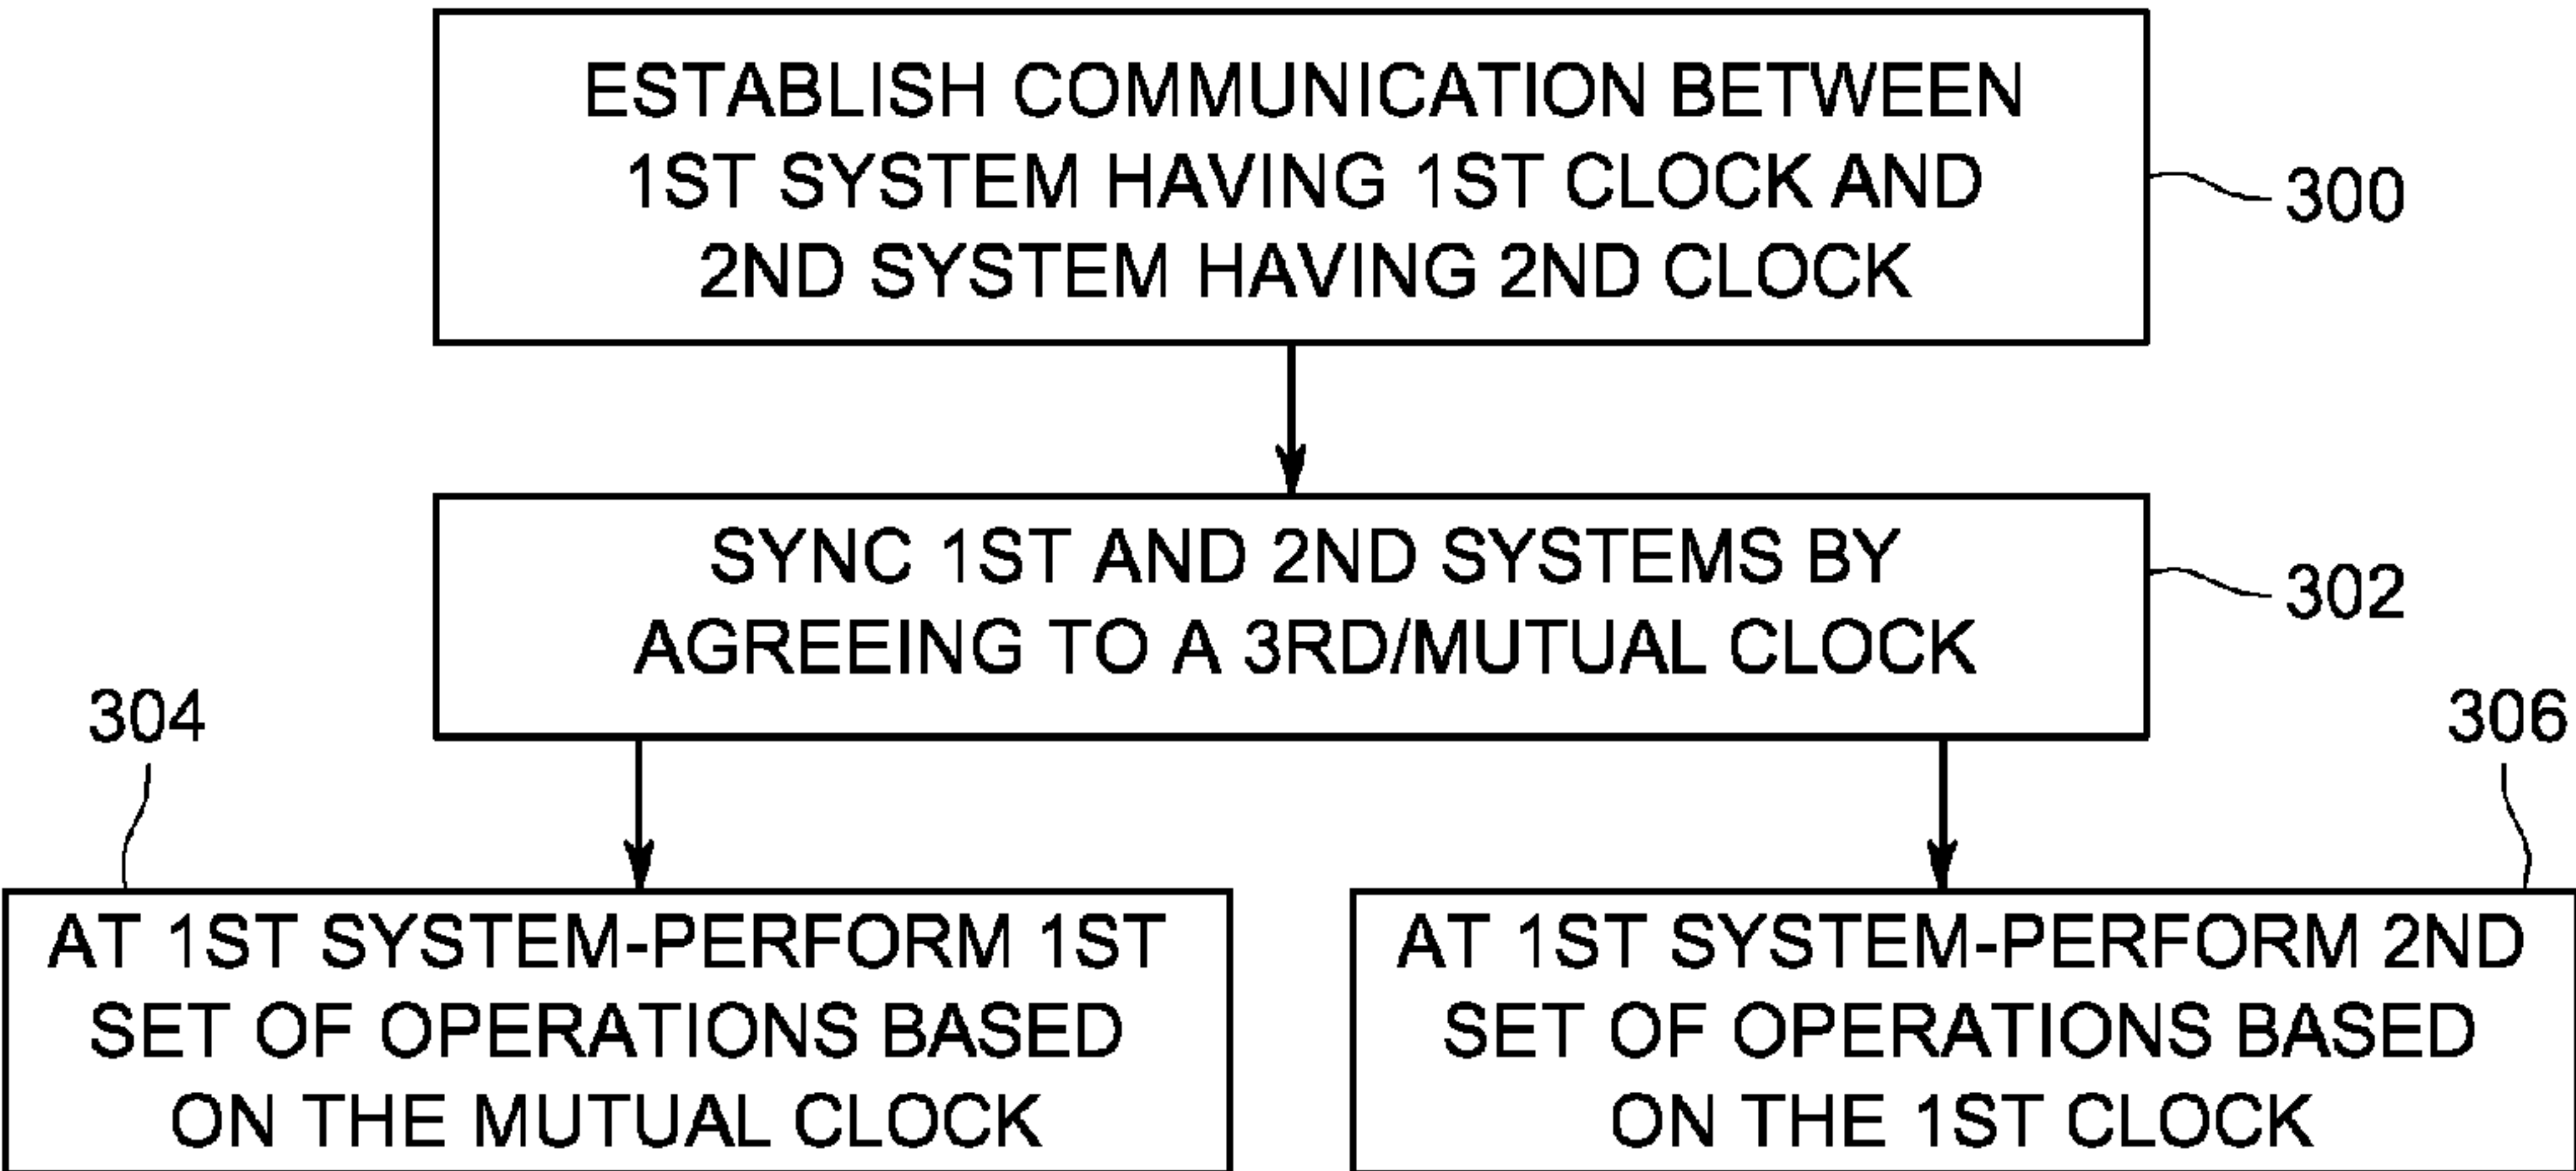 ESTABLISH COMMUNICATION BETWEEN
1ST SYSTEM HAVING 1ST CLOCK AND
2ND SYSTEM HAVING 2ND CLOCK
300
SYNC 1ST AND 2ND SYSTEMS BY
AGREEING TO A 3RD/MUTUAL CLOCK
302
304
306
AT 1ST SYSTEM-PERFORM 1ST
SET OF OPERATIONS BASED
ON THE MUTUAL CLOCK
AT 1ST SYSTEM-PERFORM 2ND
SET OF OPERATIONS BASED
ON THE 1ST CLOCK